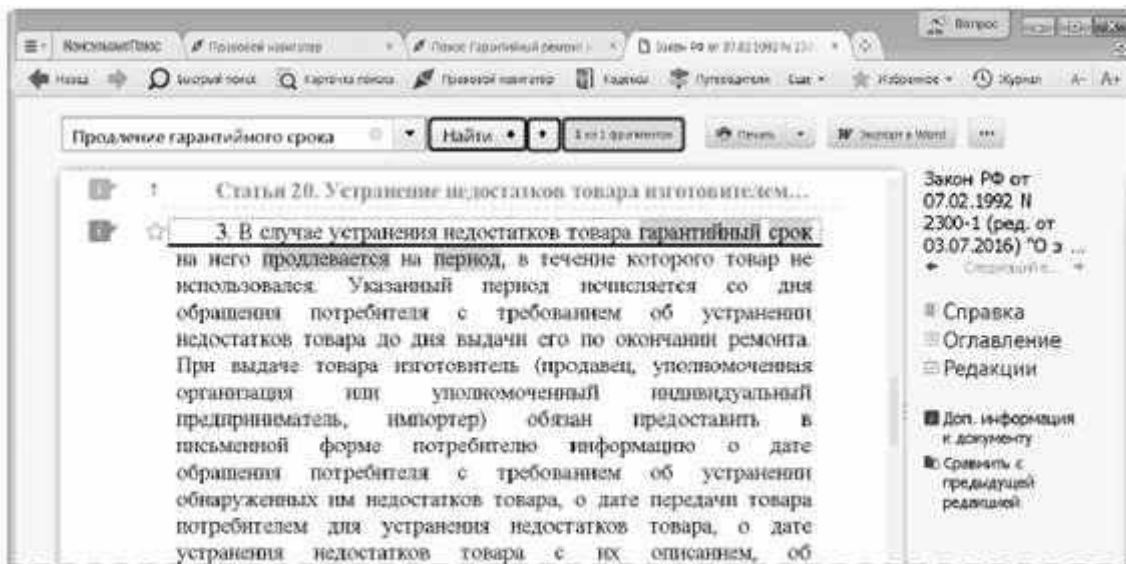 Вопрос
КонсультантПлюс
Правовой навигатор
Поиск: Гарантийный ремонт
Закон РФ от 07.02.1992 N 230
Назад
Быстрый поиск
Карточка поиска
Правовой навигатор
Кодексы
Путеводители
Еще
Избранное
Журнал
A-
A+
Продление гарантийного срока
Найти
1 из 1 фрагментов
Печать
Экспорт в Word
Статья 20. Устранение недостатков товара изготовителем...
3. В случае устранения недостатков товара гарантийный срок
на него продлевается на период, в течение которого товар не
использовался. Указанный период исчисляется со дня
обращения потребителя с требованием об устранении
недостатков товара до дня выдачи его по окончании ремонта.
При выдаче товара изготовитель (продавец, уполномоченная
организация или уполномоченный индивидуальный
предприниматель, импортер) обязан предоставить в
письменной форме потребителю информацию о дате
обращения потребителя с требованием об устранении
обнаруженных им недостатков товара, о дате передачи товара
потребителем для устранения недостатков товара, о дате
устранения недостатков товара с их описанием, об
Закон РФ от
07.02.1992 N
2300-1 (ред. от
03.07.2016) "О з ...
Справка
Оглавление
Редакции
Доп. информация
к документу
Сравнить с
предыдущей
редакцией